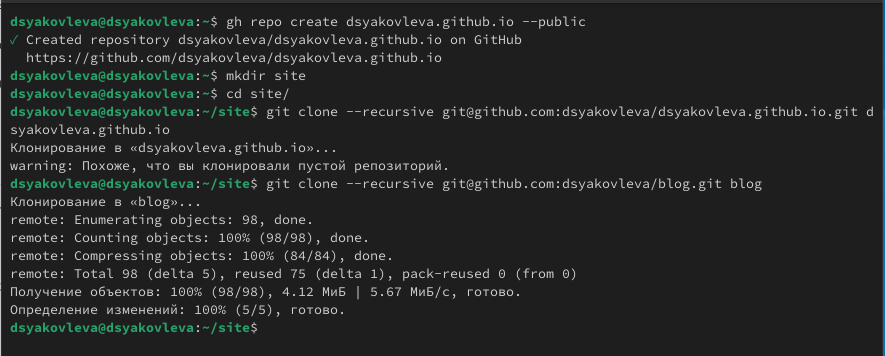 dsyakovleva@dsyakovleva:~$ gh repo create dsyakovleva.github.io --public
✓ Created repository dsyakovleva/dsyakovleva.github.io on GitHub
  https://github.com/dsyakovleva/dsyakovleva.github.io
dsyakovleva@dsyakovleva:~$ mkdir site
dsyakovleva@dsyakovleva:~$ cd site/
dsyakovleva@dsyakovleva:~/site$ git clone --recursive git@github.com:dsyakovleva/dsyakovleva.github.io.git d
syakovleva.github.io
Клонирование в «dsyakovleva.github.io»...
warning: Похоже, что вы клонировали пустой репозиторий.
dsyakovleva@dsyakovleva:~/site$ git clone --recursive git@github.com:dsyakovleva/blog.git blog
Клонирование в «blog»...
remote: Enumerating objects: 98, done.
remote: Counting objects: 100% (98/98), done.
remote: Compressing objects: 100% (84/84), done.
remote: Total 98 (delta 5), reused 75 (delta 1), pack-reused 0 (from 0)
Получение объектов: 100% (98/98), 4.12 МиБ | 5.67 МиБ/с, готово.
Определение изменений: 100% (5/5), готово.
dsyakovleva@dsyakovleva:~/site$